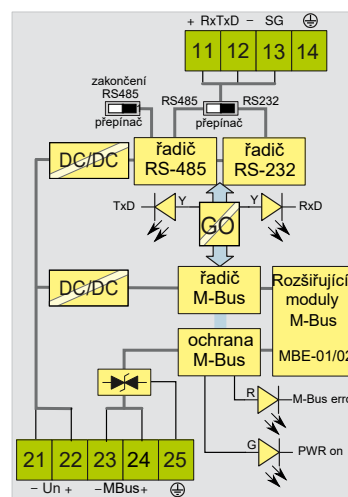 + RxTxD − SG
11 12 13 14
zakončení
RS485
přepínač
RS485
RS232
přepínač
DC/DC
řadič
RS-485
řadič
RS-232
TxD
Y
GO
Y
RxD
DC/DC
řadič
M-Bus
Rozšiřující
moduly
M-Bus
MBE-01/02
ochrana
M-Bus
R
M-Bus erro
G
PWR on
21 22 23 24 25
− Un + −MBus+